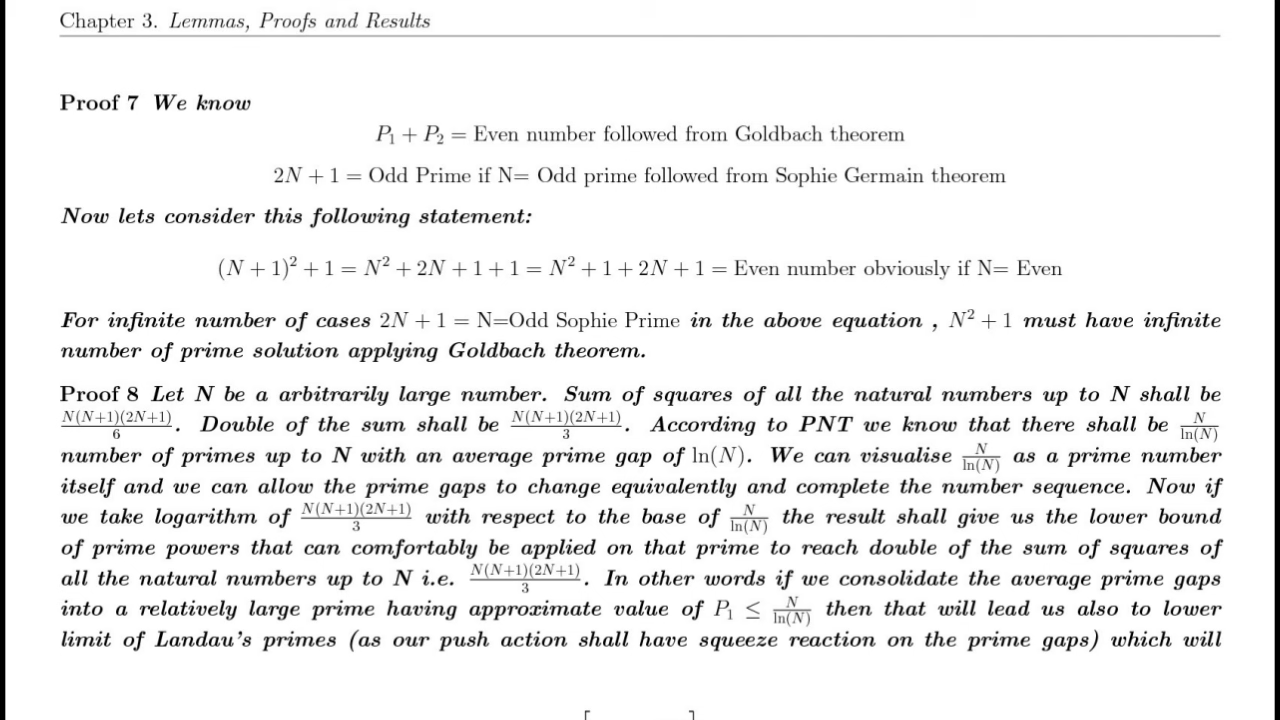 Chapter 3. Lemmas, Proofs and Results
Proof 7 We know
P₁ + P₂ = Even number followed from Goldbach theorem
2N + 1 = Odd Prime if N= Odd prime followed from Sophie Germain theorem
Now lets consider this following statement:
(N + 1)² + 1 = N² + 2N + 1 + 1 = N² + 1 + 2N + 1 = Even number obviously if N= Even
For infinite number of cases 2N + 1 = N=Odd Sophie Prime in the above equation , N² + 1 must have infinite
number of prime solution applying Goldbach theorem.
Proof 8 Let N be a arbitrarily large number. Sum of squares of all the natural numbers up to N shall be
N(N+1)(2N+1)/6. Double of the sum shall be N(N+1)(2N+1)/3. According to PNT we know that there shall be N/ln(N)
number of primes up to N with an average prime gap of ln(N). We can visualise N/ln(N) as a prime number
itself and we can allow the prime gaps to change equivalently and complete the number sequence. Now if
we take logarithm of N(N+1)(2N+1)/3 with respect to the base of N/ln(N) the result shall give us the lower bound
of prime powers that can comfortably be applied on that prime to reach double of the sum of squares of
all the natural numbers up to N i.e. N(N+1)(2N+1)/3. In other words if we consolidate the average prime gaps
into a relatively large prime having approximate value of P₁ ≤ N/ln(N) then that will lead us also to lower
limit of Landau's primes (as our push action shall have squeeze reaction on the prime gaps) which will